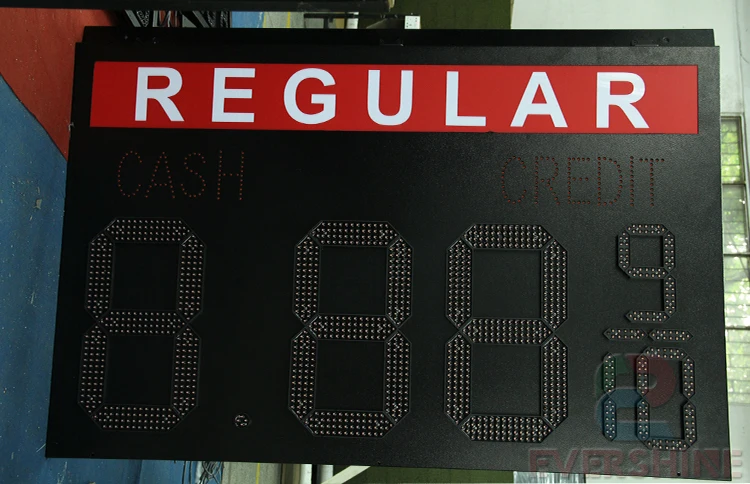 REGULAR
CASH CREDIT
8.88 9/10
EVERSHINE